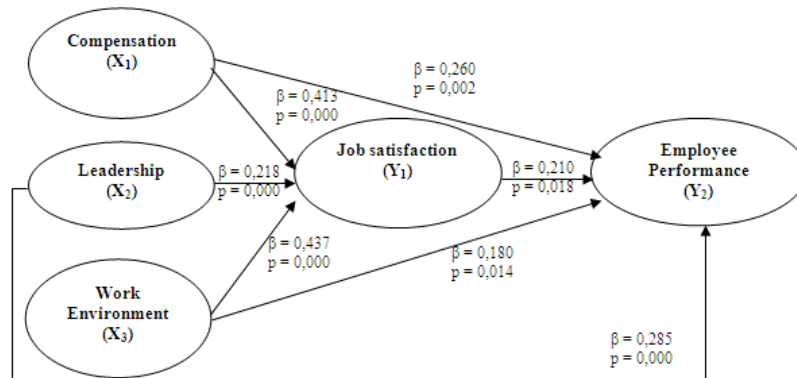 Compensation
(X₁)
β = 0,260
p = 0,002
β = 0,413
p = 0,000
Job satisfaction
(Y₁)
Employee
Performance
(Y₂)
Leadership
(X₂)
β = 0,218
p = 0,000
β = 0,210
p = 0,018
β = 0,437
p = 0,000
β = 0,180
p = 0,014
Work
Environment
(X₃)
β = 0,285
p = 0,000